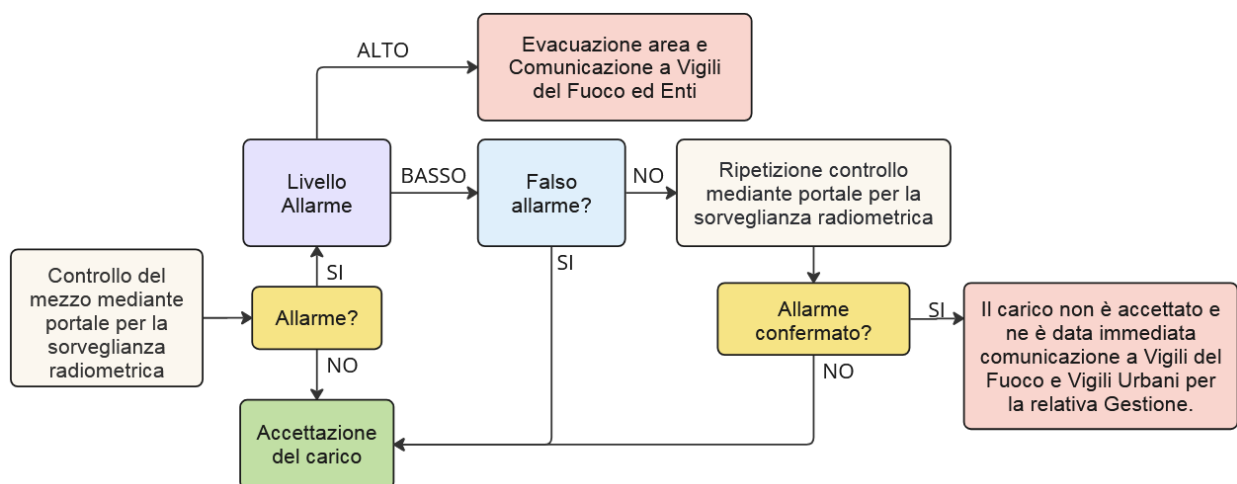 ALTO
Evacuazione area e
Comunicazione a Vigili
del Fuoco ed Enti
Livello
Allarme
BASSO
Falso
allarme?
NO
Ripetizione controllo
mediante portale per la
sorveglianza radiometrica
Controllo del
mezzo mediante
portale per la
sorveglianza
radiometrica
SI
Allarme?
NO
SI
Allarme
confermato?
SI
NO
Il carico non è accettato e
ne è data immediata
comunicazione a Vigili del
Fuoco e Vigili Urbani per
la relativa Gestione.
Accettazione
del carico